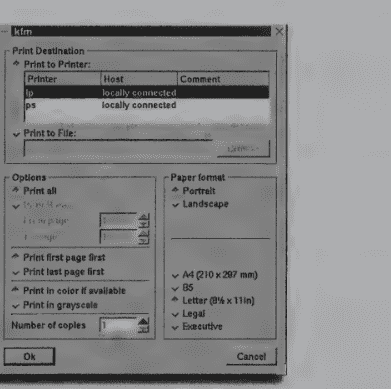 kfm
Print Destination
Print to Printer:
Printer Host Comment
lp locally connected
ps locally connected
Print to File:
Options
Print all
Print first page first
Print last page first
Print in color if available
Print in grayscale
Number of copies 1
Paper format
Portrait
Landscape
A4 (210 x 297 mm)
B5
Letter (8½ x 11in)
Legal
Executive
Ok
Cancel